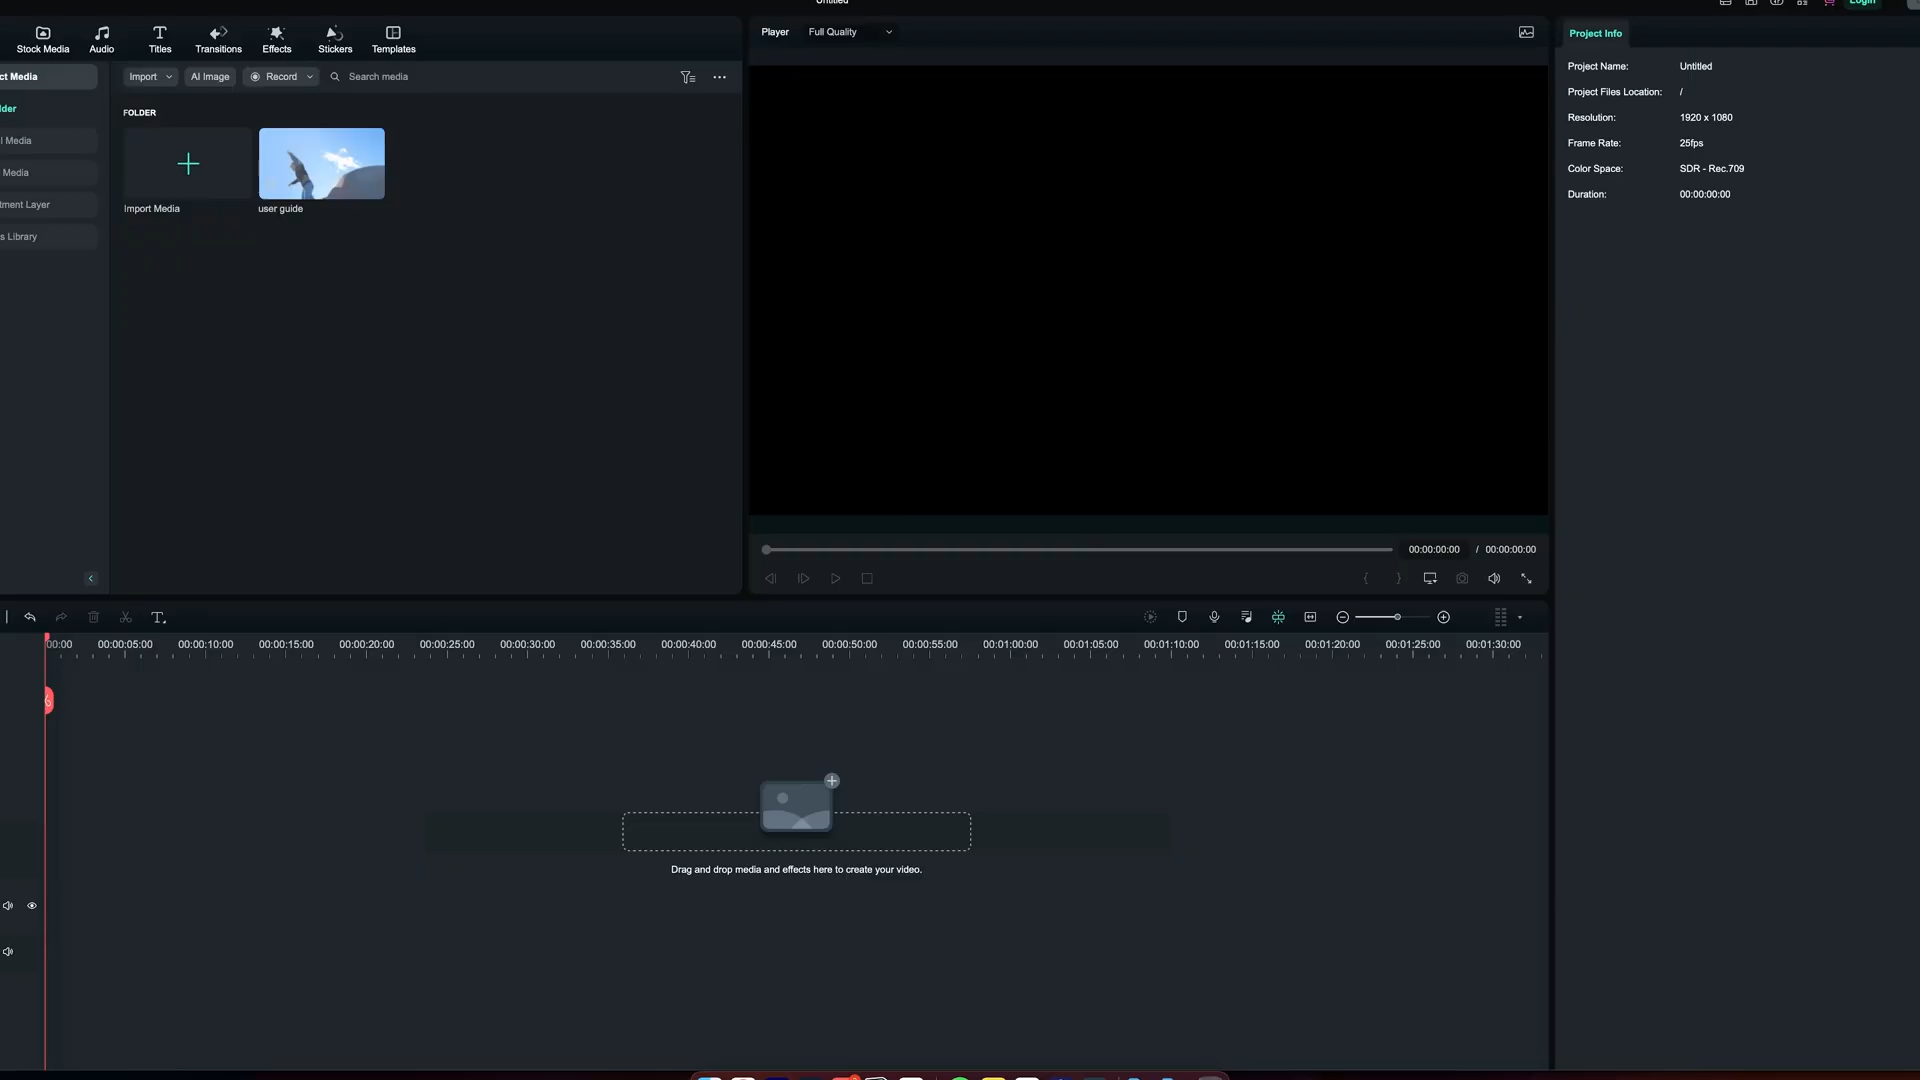 Untitled
Login
Stock Media
Audio
Titles
Transitions
Effects
Stickers
Templates
Player
Full Quality
Project Info
ct Media
Import
AI Image
Record
Search media
Project Name:
Untitled
Project Files Location:
/
Resolution:
1920 x 1080
Frame Rate:
25fps
Color Space:
SDR - Rec.709
Duration:
00:00:00:00
lder
FOLDER
l Media
Media
tment Layer
s Library
Import Media
user guide
00:00:00:00 / 00:00:00:00
00:00
00:00:05:00
00:00:10:00
00:00:15:00
00:00:20:00
00:00:25:00
00:00:30:00
00:00:35:00
00:00:40:00
00:00:45:00
00:00:50:00
00:00:55:00
00:01:00:00
00:01:05:00
00:01:10:00
00:01:15:00
00:01:20:00
00:01:25:00
00:01:30:00
Drag and drop media and effects here to create your video.